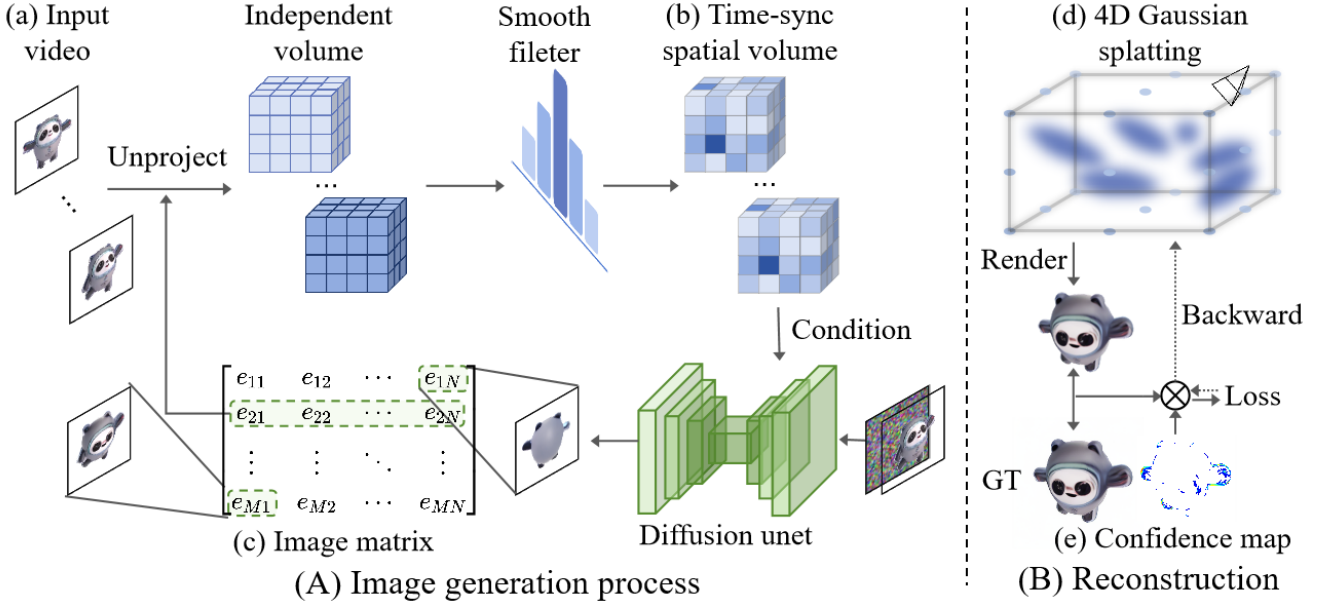 (a) Input
video
Independent
volume
Smooth
fileter
(b) Time-sync
spatial volume
Unproject
...
...
...
Condition
e11 e12 ⋯ e1N
e21 e22 ⋯ e2N
⋮ ⋮ ⋱ ⋮
eM1 eM2 ⋯ eMN
(c) Image matrix
Diffusion unet
(A) Image generation process
(d) 4D Gaussian
splatting
Render
Backward
Loss
GT
(e) Confidence map
(B) Reconstruction